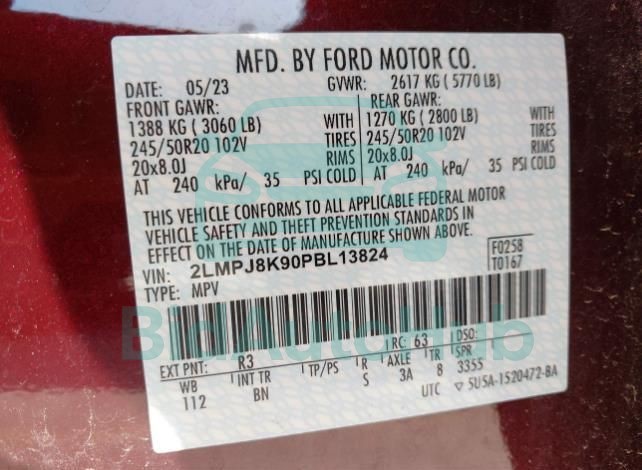 MFD. BY FORD MOTOR CO.
DATE: 05/23 GVWR: 2617 KG (5770 LB)
FRONT GAWR: REAR GAWR:
1388 KG (3060 LB) WITH 1270 KG (2800 LB) WITH
245/50R20 102V TIRES 245/50R20 102V TIRES
20x8.0J RIMS 20x8.0J RIMS
AT 240 kPa/ 35 PSI COLD AT 240 kPa/ 35 PSI COLD
THIS VEHICLE CONFORMS TO ALL APPLICABLE FEDERAL MOTOR
VEHICLE SAFETY AND THEFT PREVENTION STANDARDS IN
EFFECT ON THE DATE OF MANUFACTURE SHOWN ABOVE.
VIN: 2LMPJ8K90PBL13824 F0258
TYPE: MPV T0167
BidAutoHub
EXT PNT: R3 RC: 63 DSO:
WB INT TR TP/PS R AXLE TR SPR
112 BN S 3A 8 3355
UTC ▽ 5U5A-1520472-BA